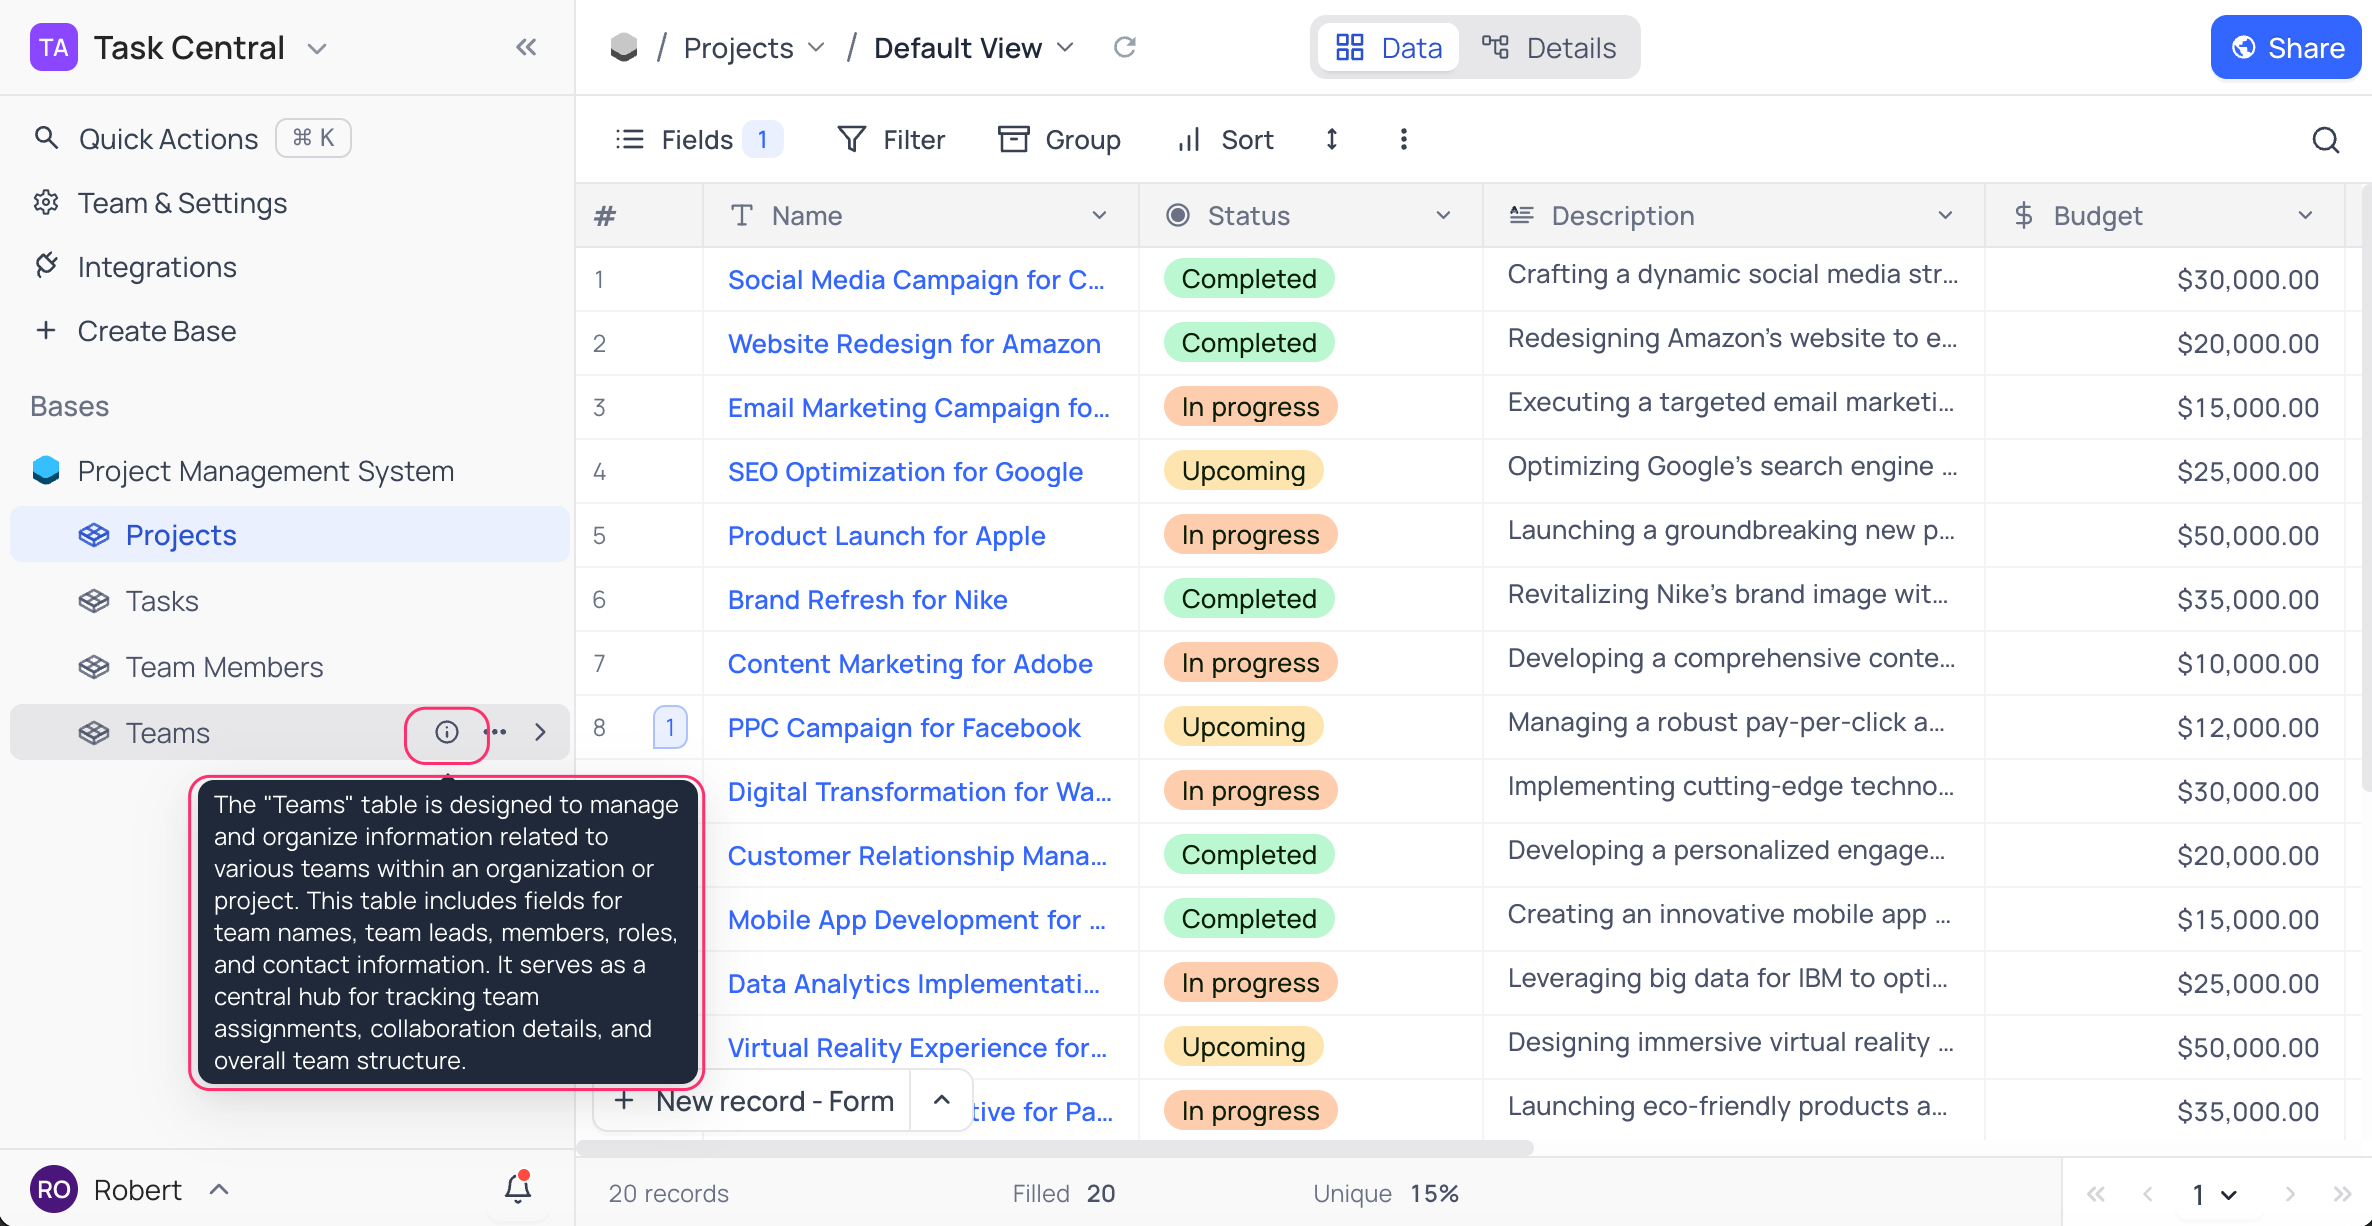 TA Task Central
/ Projects / Default View
Data Details
Share
Quick Actions ⌘ K
Team & Settings
Integrations
+ Create Base
Bases
Project Management System
Projects
Tasks
Team Members
Teams
The "Teams" table is designed to manage
and organize information related to
various teams within an organization or
project. This table includes fields for
team names, team leads, members, roles,
and contact information. It serves as a
central hub for tracking team
assignments, collaboration details, and
overall team structure.
RO Robert
Fields 1 Filter Group Sort
# Name Status Description $ Budget
1 Social Media Campaign for C... Completed Crafting a dynamic social media str... $30,000.00
2 Website Redesign for Amazon Completed Redesigning Amazon's website to e... $20,000.00
3 Email Marketing Campaign fo... In progress Executing a targeted email marketi... $15,000.00
4 SEO Optimization for Google Upcoming Optimizing Google's search engine ... $25,000.00
5 Product Launch for Apple In progress Launching a groundbreaking new p... $50,000.00
6 Brand Refresh for Nike Completed Revitalizing Nike's brand image wit... $35,000.00
7 Content Marketing for Adobe In progress Developing a comprehensive conte... $10,000.00
8 1 PPC Campaign for Facebook Upcoming Managing a robust pay-per-click a... $12,000.00
Digital Transformation for Wa... In progress Implementing cutting-edge techno... $30,000.00
Customer Relationship Mana... Completed Developing a personalized engage... $20,000.00
Mobile App Development for ... Completed Creating an innovative mobile app ... $15,000.00
Data Analytics Implementati... In progress Leveraging big data for IBM to opti... $25,000.00
Virtual Reality Experience for... Upcoming Designing immersive virtual reality ... $50,000.00
+ New record - Form tive for Pa... In progress Launching eco-friendly products a... $35,000.00
20 records Filled 20 Unique 15% 1